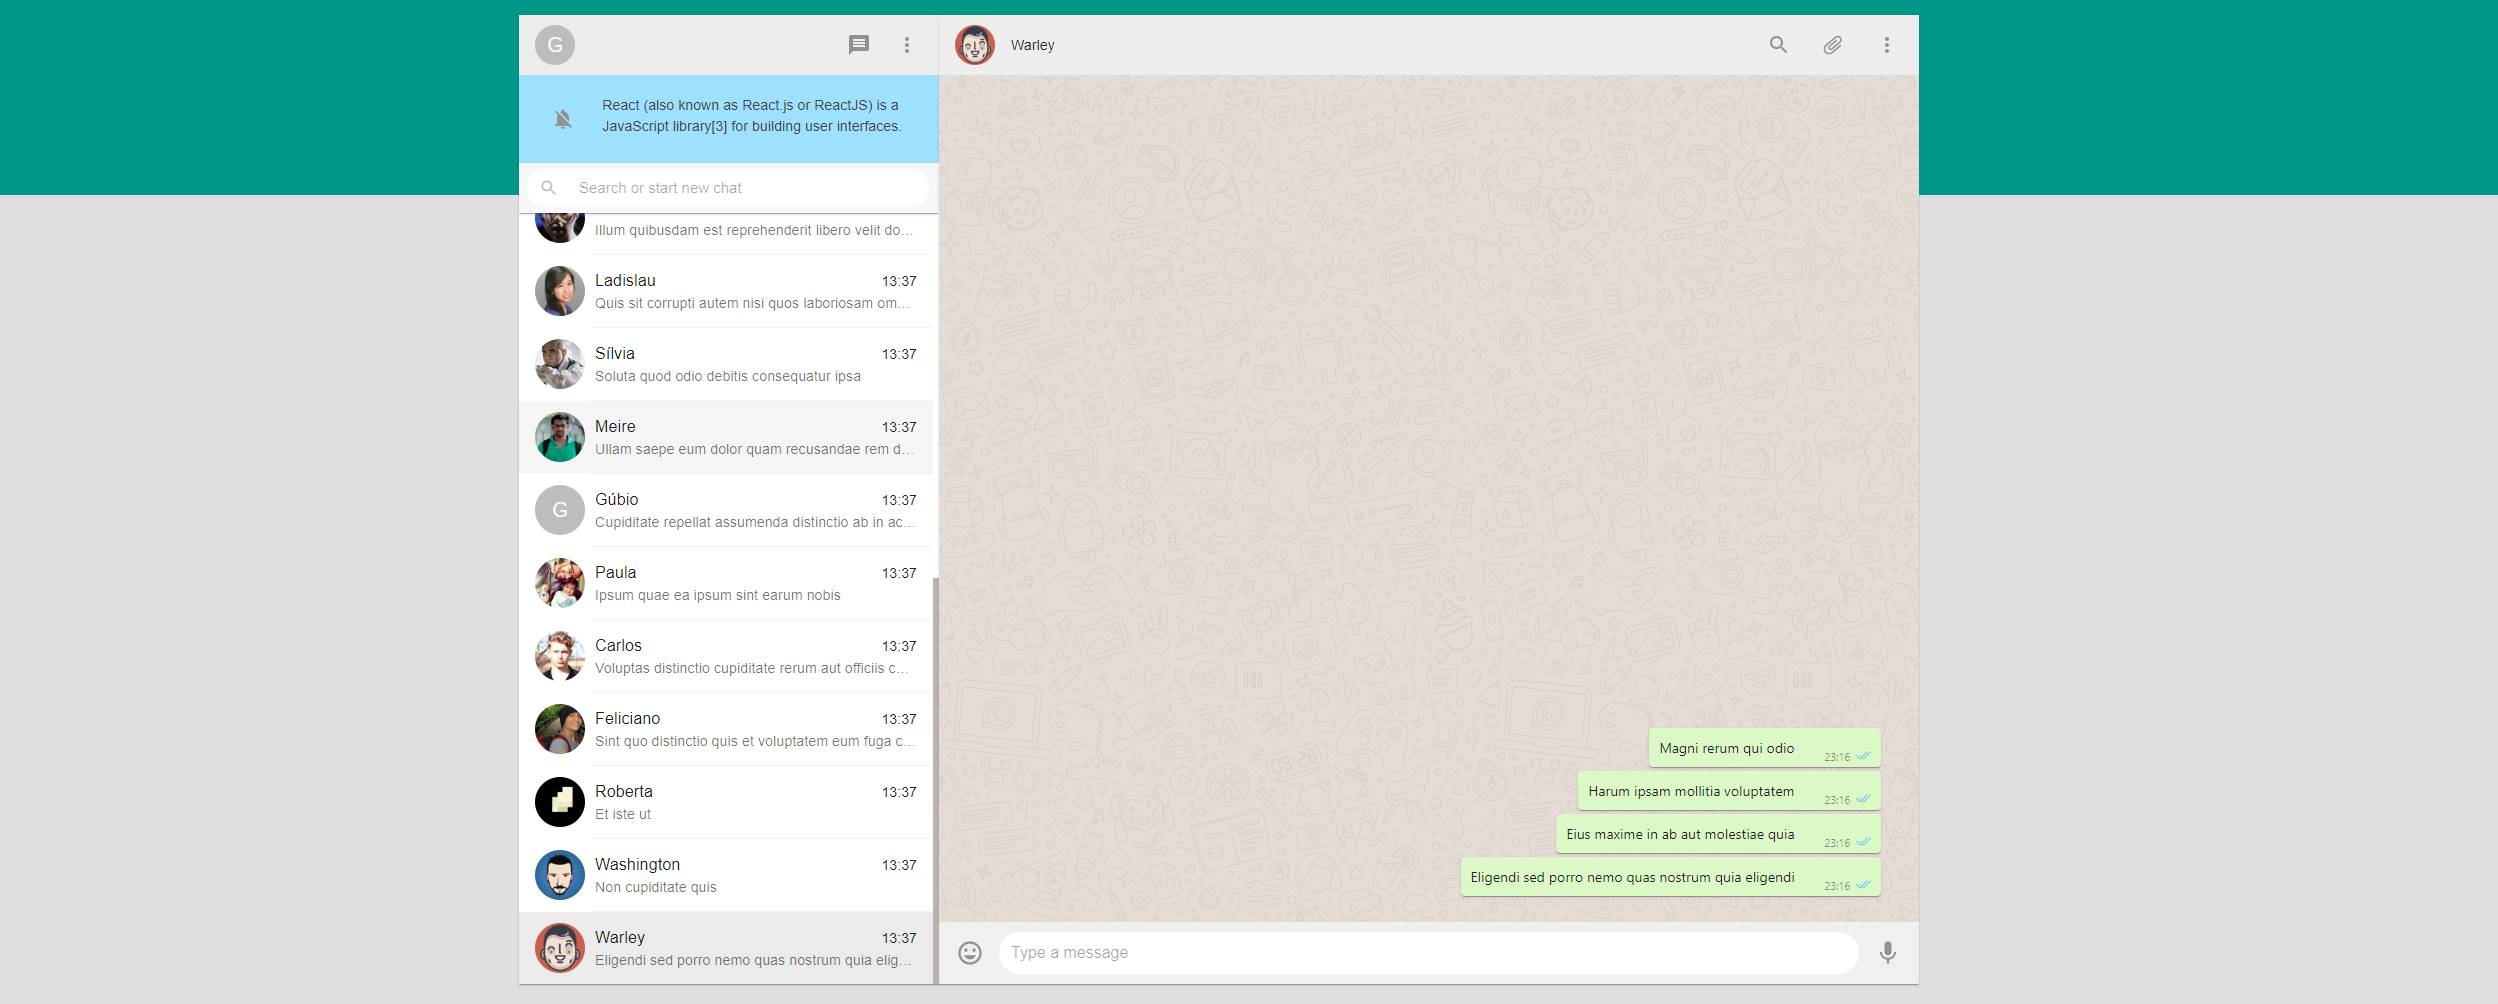 G
React (also known as React.js or ReactJS) is a
JavaScript library[3] for building user interfaces.
Search or start new chat
Illum quibusdam est reprehenderit libero velit do...
Ladislau 13:37
Quis sit corrupti autem nisi quos laboriosam om...
Sílvia 13:37
Soluta quod odio debitis consequatur ipsa
Meire 13:37
Ullam saepe eum dolor quam recusandae rem d...
G
Gúbio 13:37
Cupiditate repellat assumenda distinctio ab in ac...
Paula 13:37
Ipsum quae ea ipsum sint earum nobis
Carlos 13:37
Voluptas distinctio cupiditate rerum aut officiis c...
Feliciano 13:37
Sint quo distinctio quis et voluptatem eum fuga c...
Roberta 13:37
Et iste ut
Washington 13:37
Non cupiditate quis
Warley 13:37
Eligendi sed porro nemo quas nostrum quia elig...
Warley
Magni rerum qui odio 23:16
Harum ipsam mollitia voluptatem 23:16
Eius maxime in ab aut molestiae quia 23:16
Eligendi sed porro nemo quas nostrum quia eligendi 23:16
Type a message